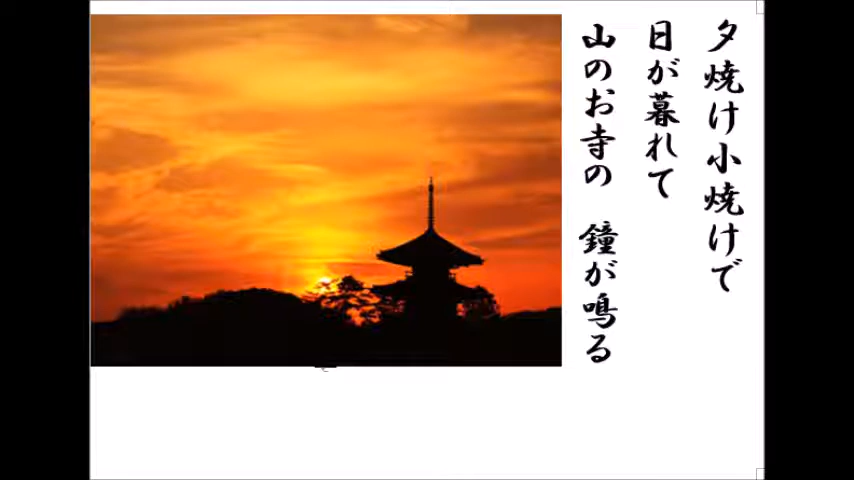 夕焼け小焼けで
日が暮れて
山のお寺の　鐘が鳴る